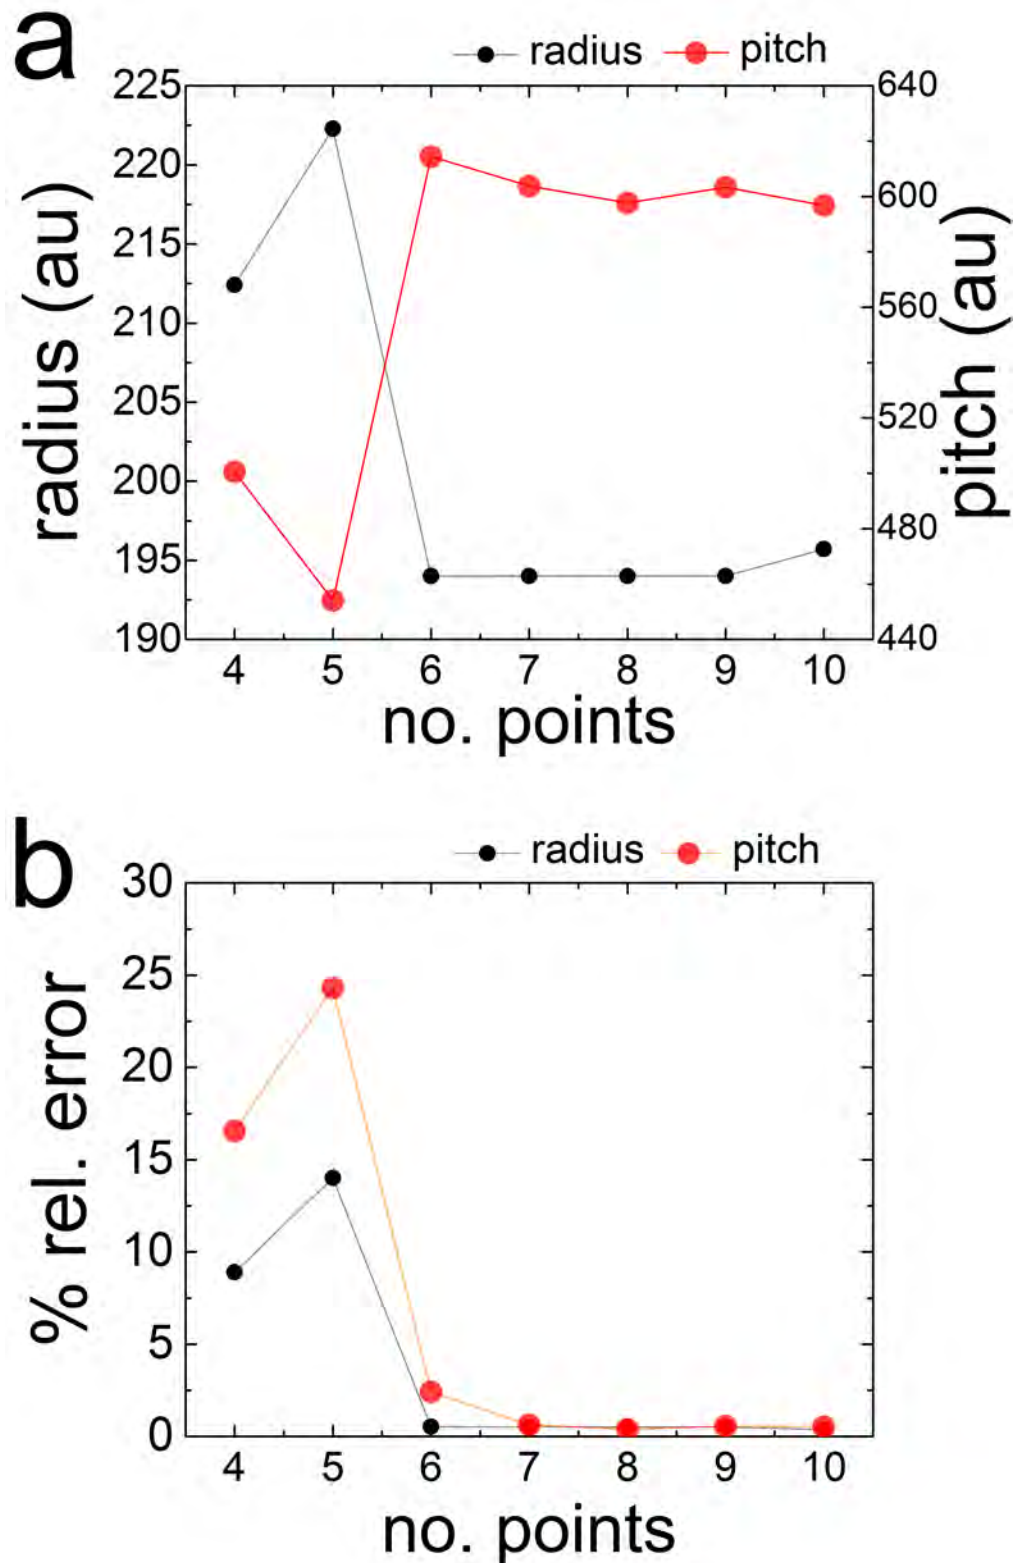 a
radius pitch
225
220
215
210
205
200
195
190
radius (au)
640
600
560
520
480
440
pitch (au)
4 5 6 7 8 9 10
no. points
b
radius pitch
30
25
20
15
10
5
0
% rel. error
4 5 6 7 8 9 10
no. points